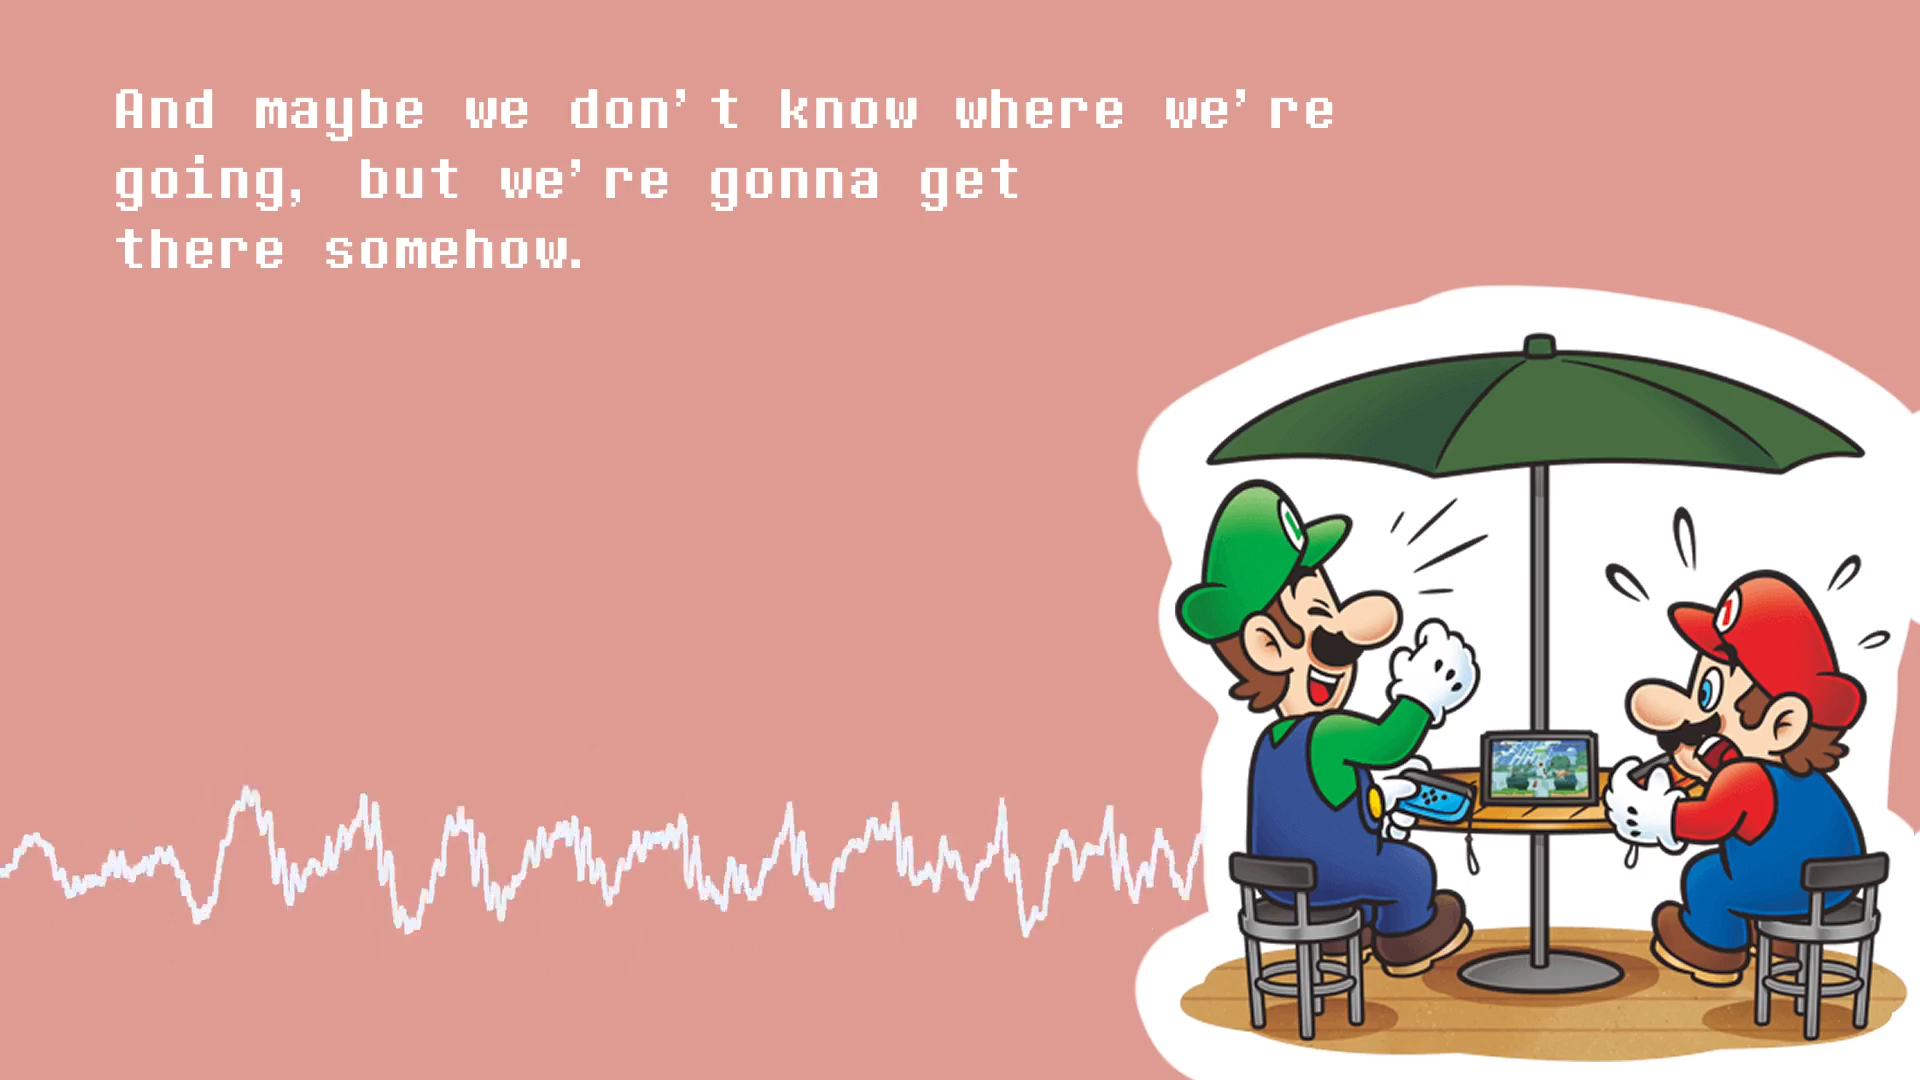 And maybe we don't know where we're
going, but we're gonna get
there somehow.